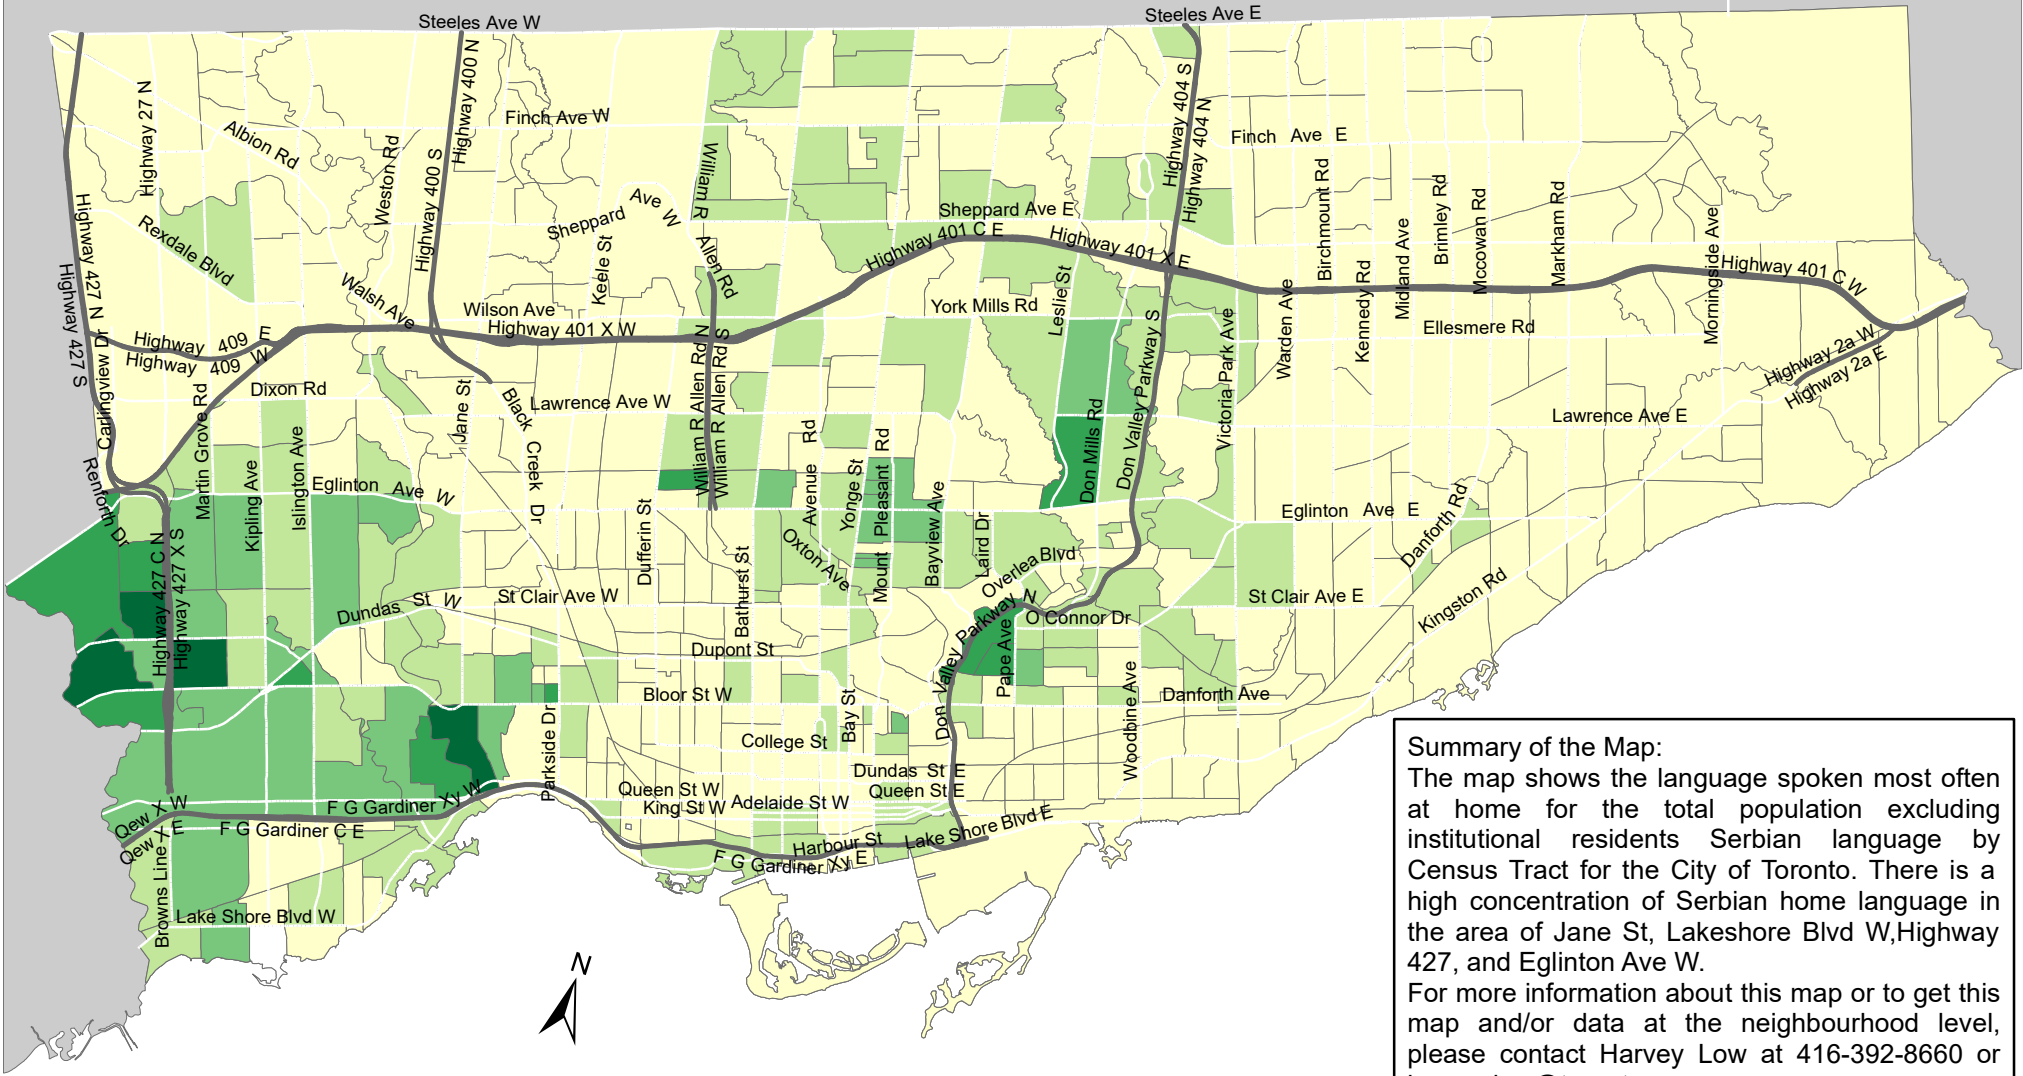 Steeles Ave W
Steeles Ave E
Highway 27 N
Albion Rd
Weston Rd
Highway 400 N
Highway 400 S
Finch Ave W
William R
Allen Rd
Highway 404 S
Highway 404 N
Finch Ave E
Rexdale Blvd
Highway 427 N
Highway 427 S
Sheppard Ave W
Keele St
Sheppard Ave E
Highway 401 C E
Highway 401 X E
Birchmount Rd
Midland Ave
Brimley Rd
Mccowan Rd
Markham Rd
Morningside Ave
Highway 401 C W
Walsh Ave
Wilson Ave
Highway 401 X W
York Mills Rd
Leslie St
Warden Ave
Kennedy Rd
Ellesmere Rd
Highway 2a W
Highway 2a E
Highway 409 E
Highway 409 W
Carlingview Dr
Dixon Rd
Martin Grove Rd
Jane St
Black Creek Dr
Lawrence Ave W
William R Allen Rd N
William R Allen Rd S
Avenue Rd
Yonge St
Mount Pleasant Rd
Bayview Ave
Don Mills Rd
Don Valley Parkway S
Victoria Park Ave
Lawrence Ave E
Renforth Dr
Kipling Ave
Islington Ave
Eglinton Ave W
Dufferin St
Bathurst St
Oxton Ave
Laird Dr
Overlea Blvd
Eglinton Ave E
Danforth Rd
Kingston Rd
Highway 427 C N
Highway 427 X S
Dundas St W
St Clair Ave W
Don Valley Parkway N
O Connor Dr
St Clair Ave E
Dupont St
Pape Ave
Bloor St W
Bay St
Woodbine Ave
Danforth Ave
Parkside Dr
College St
Dundas St E
Queen St E
Queen St W
King St W
Adelaide St W
F G Gardiner Xy W
Qew X W
Qew X E
F G Gardiner C E
Harbour St
Lake Shore Blvd E
F G Gardiner Xy E
Browns Line
Lake Shore Blvd W
N
Summary of the Map:
The map shows the language spoken most often
at home for the total population excluding
institutional residents Serbian language by
Census Tract for the City of Toronto. There is a
high concentration of Serbian home language in
the area of Jane St, Lakeshore Blvd W,Highway
427, and Eglinton Ave W.
For more information about this map or to get this
map and/or data at the neighbourhood level,
please contact Harvey Low at 416-392-8660 or